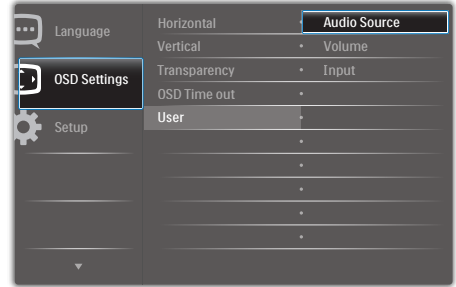 Language
OSD Settings
Setup
Horizontal
Vertical
Transparency
OSD Time out
User
Audio Source
Volume
Input